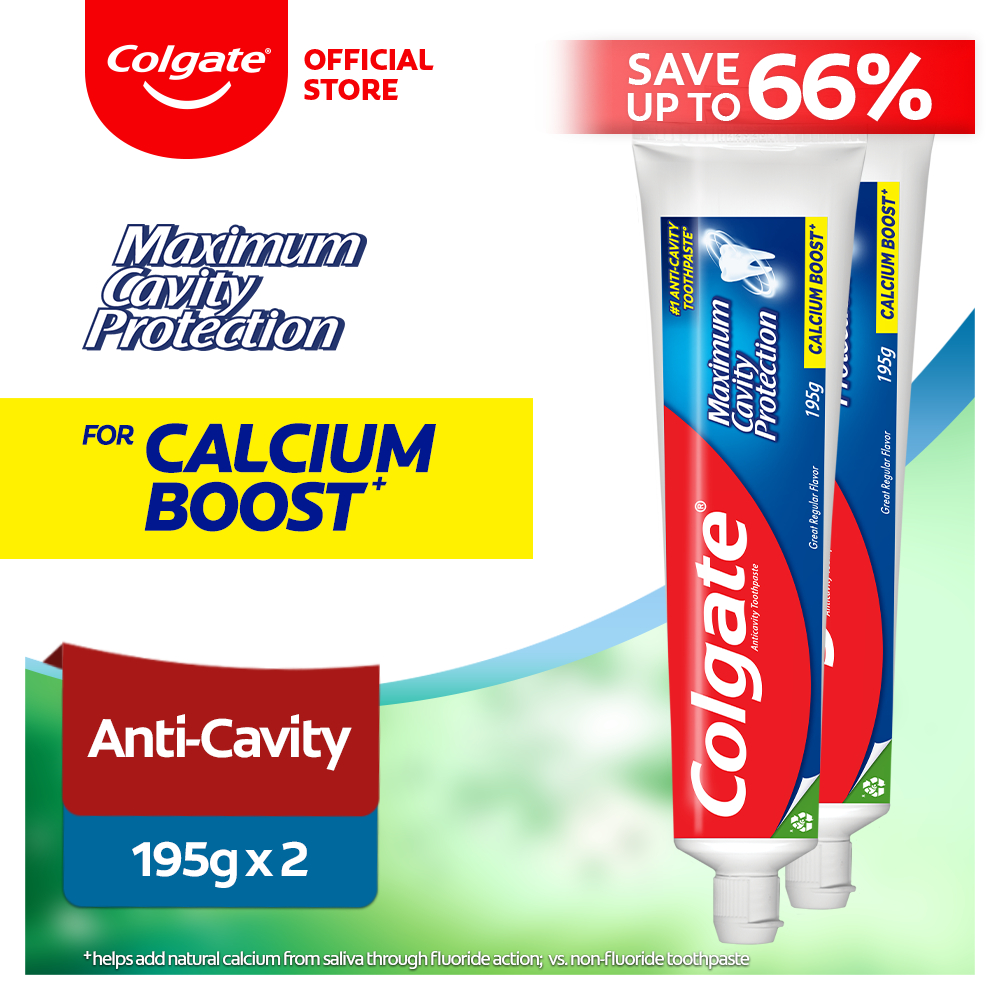 Colgate®
OFFICIAL
STORE
SAVE
UP TO 66%
Maximum
Cavity
Protection
FOR CALCIUM
BOOST+
Anti-Cavity
195g x 2
#1 ANTI-CAVITY
TOOTHPASTE®
Maximum
Cavity
Protection
CALCIUM BOOST+
195g
Great Regular Flavor
Colgate®
Anticavity Toothpaste
CALCIUM BOOST+
195g
Great Regular Flavor
+helps add natural calcium from saliva through fluoride action; vs. non-fluoride toothpaste